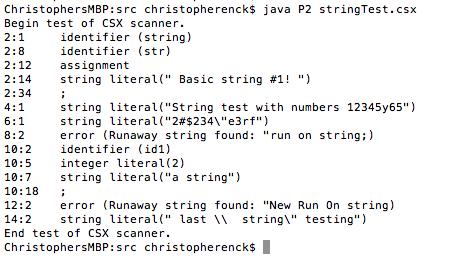 ChristophersMBP:src christopherenck$ java P2 stringTest.csx
Begin test of CSX scanner.
2:1 identifier (string)
2:8 identifier (str)
2:12 assignment
2:14 string literal(" Basic string #1! ")
2:34 ;
4:1 string literal("String test with numbers 12345y65")
6:1 string literal("2#$234\"e3rf")
8:2 error (Runaway string found: "run on string;)
10:2 identifier (id1)
10:5 integer literal(2)
10:7 string literal("a string")
10:18 ;
12:2 error (Runaway string found: "New Run On string)
14:2 string literal(" last \\ string\" testing")
End test of CSX scanner.
ChristophersMBP:src christopherenck$